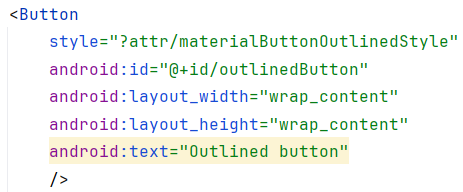 <Button
    style="?attr/materialButtonOutlinedStyle"
    android:id="@+id/outlinedButton"
    android:layout_width="wrap_content"
    android:layout_height="wrap_content"
    android:text="Outlined button"
    />